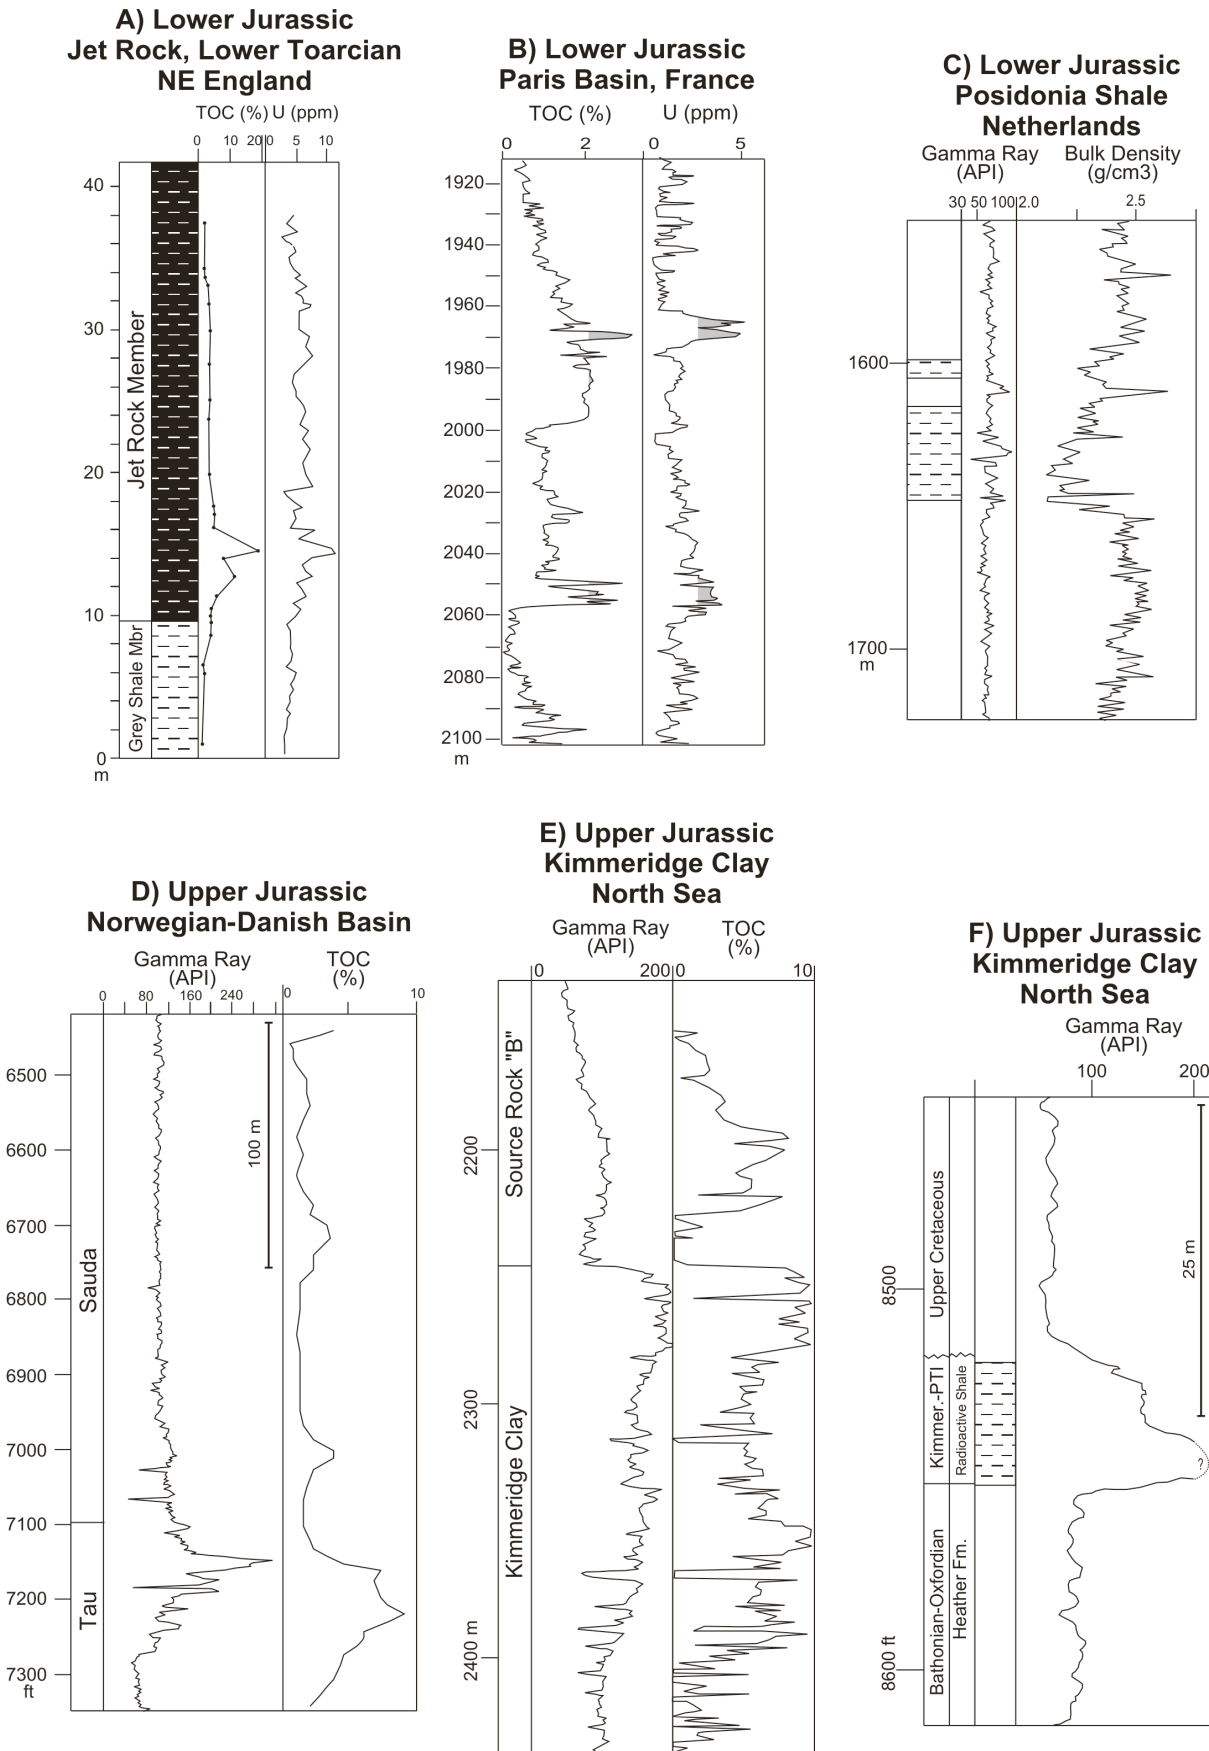 A) Lower Jurassic
Jet Rock, Lower Toarcian
NE England
TOC (%) U (ppm)
0 10 20 0 5 10
40
30
20
10
0
m
Jet Rock Member
Grey Shale Mbr
B) Lower Jurassic
Paris Basin, France
TOC (%) U (ppm)
0 2 0 5
1920
1940
1960
1980
2000
2020
2040
2060
2080
2100
m
C) Lower Jurassic
Posidonia Shale
Netherlands
Gamma Ray Bulk Density
(API) (g/cm3)
30 50 100 2.0 2.5
1600
1700
m
D) Upper Jurassic
Norwegian-Danish Basin
Gamma Ray TOC
(API) (%)
0 80 160 240 0 10
6500
6600
6700
6800
6900
7000
7100
7200
7300
ft
Sauda
Tau
100 m
E) Upper Jurassic
Kimmeridge Clay
North Sea
Gamma Ray TOC
(API) (%)
0 200 0 10
2200
2300
2400 m
Source Rock "B"
Kimmeridge Clay
F) Upper Jurassic
Kimmeridge Clay
North Sea
Gamma Ray
(API)
100 200
8500
8600 ft
Upper Cretaceous
Kimmer.-PTI
Radioactive Shale
Bathonian-Oxfordian
Heather Fm.
25 m
?